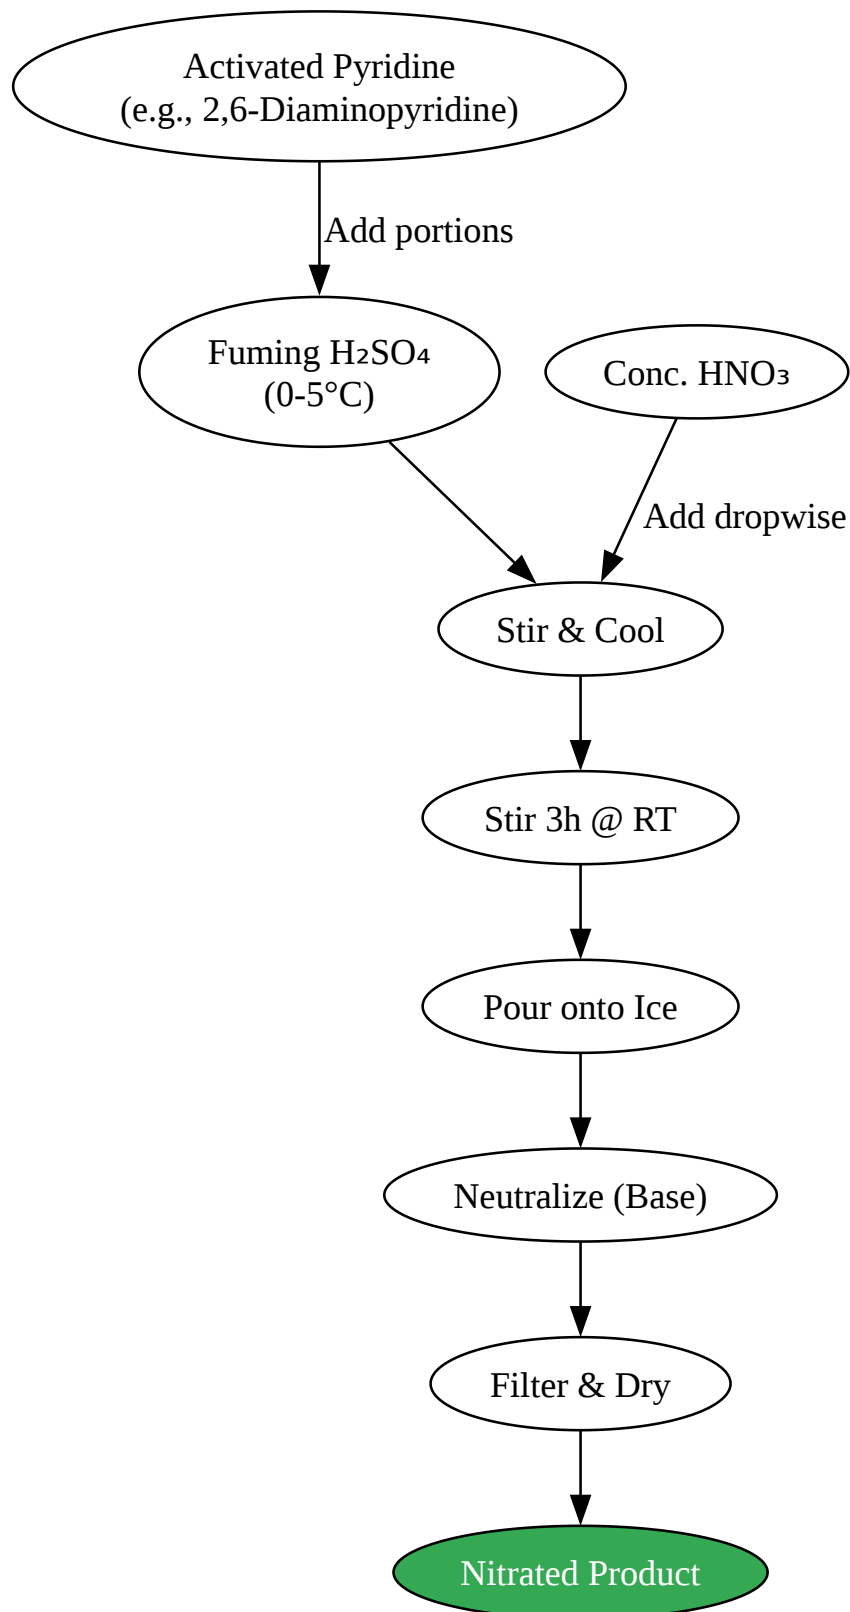 Activated Pyridine
(e.g., 2,6-Diaminopyridine)
Add portions
Fuming H₂SO₄
(0-5°C)
Conc. HNO₃
Add dropwise
Stir & Cool
Stir 3h @ RT
Pour onto Ice
Neutralize (Base)
Filter & Dry
Nitrated Product